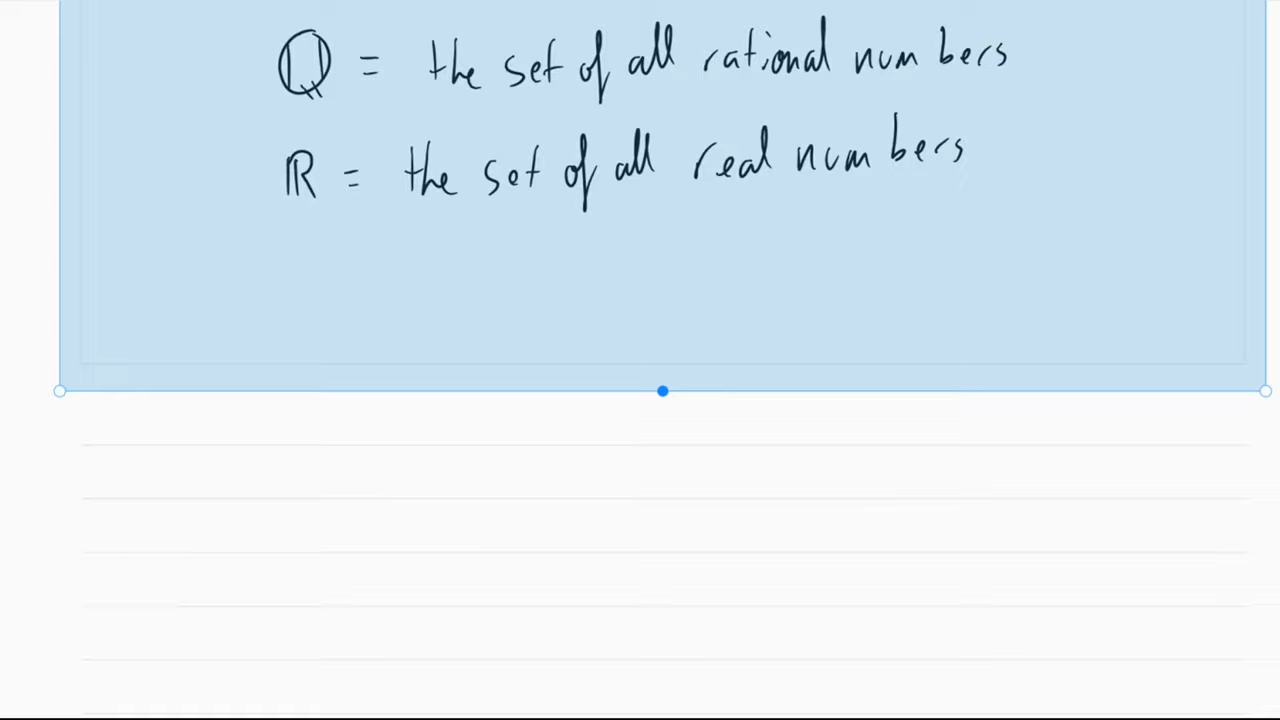 ℚ = the set of all rational numbers
ℝ = the set of all real numbers